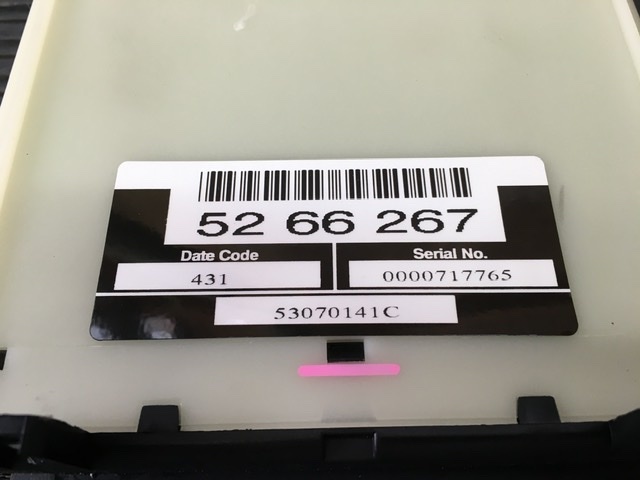 52 66 267
Date Code
Serial No.
431
0000717765
53070141C